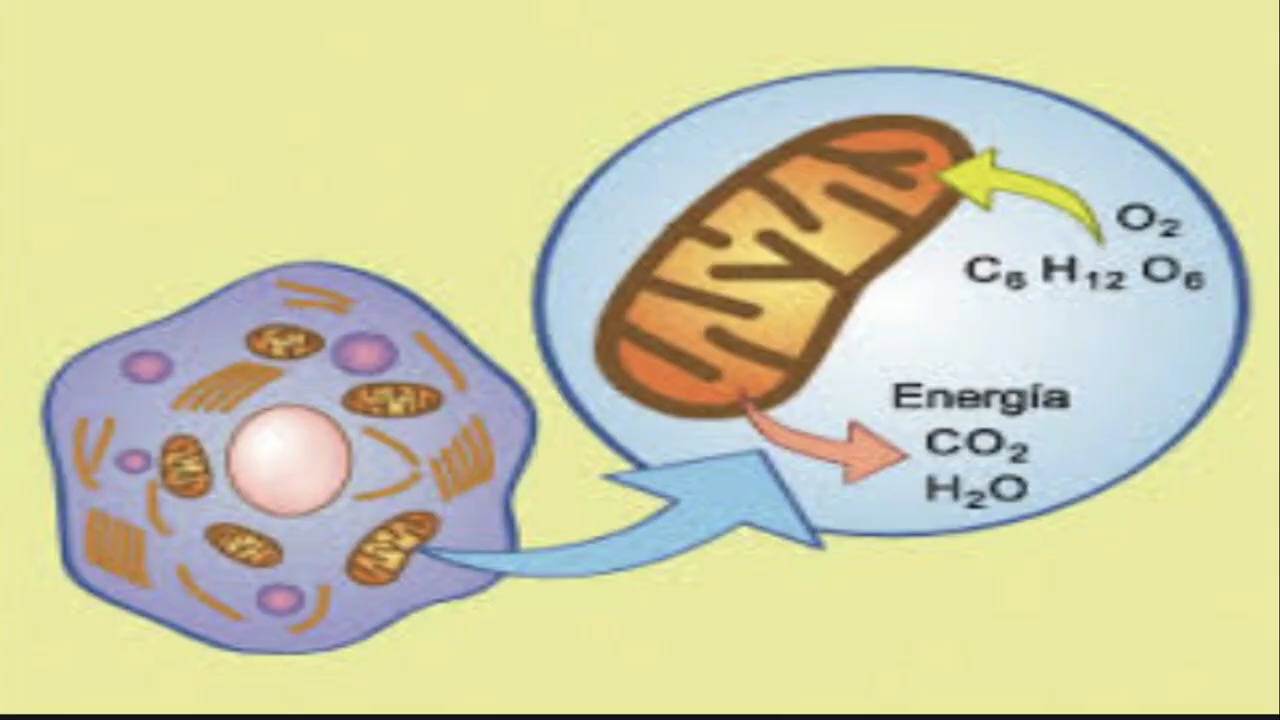 O₂
C₆ H₁₂ O₆
Energía
CO₂
H₂O